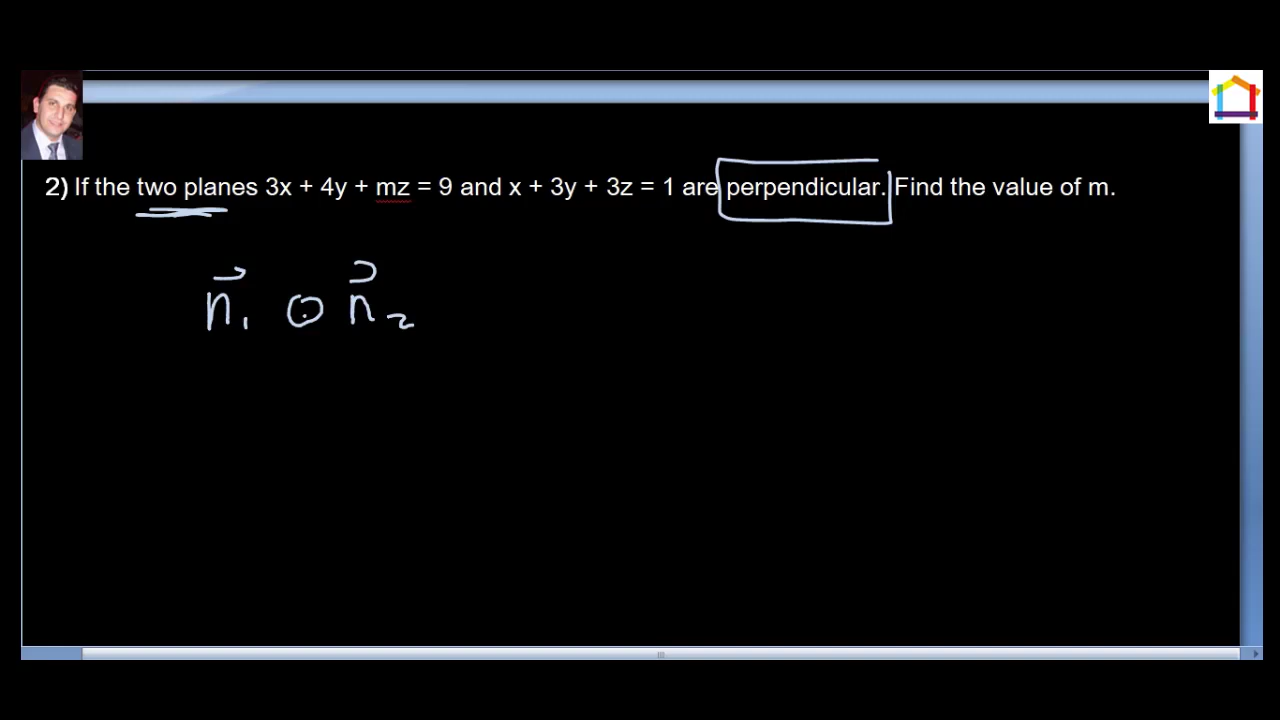 2) If the two planes 3x + 4y + mz = 9 and x + 3y + 3z = 1 are perpendicular. Find the value of m.
n⃗₁ ⊙ n⃗₂